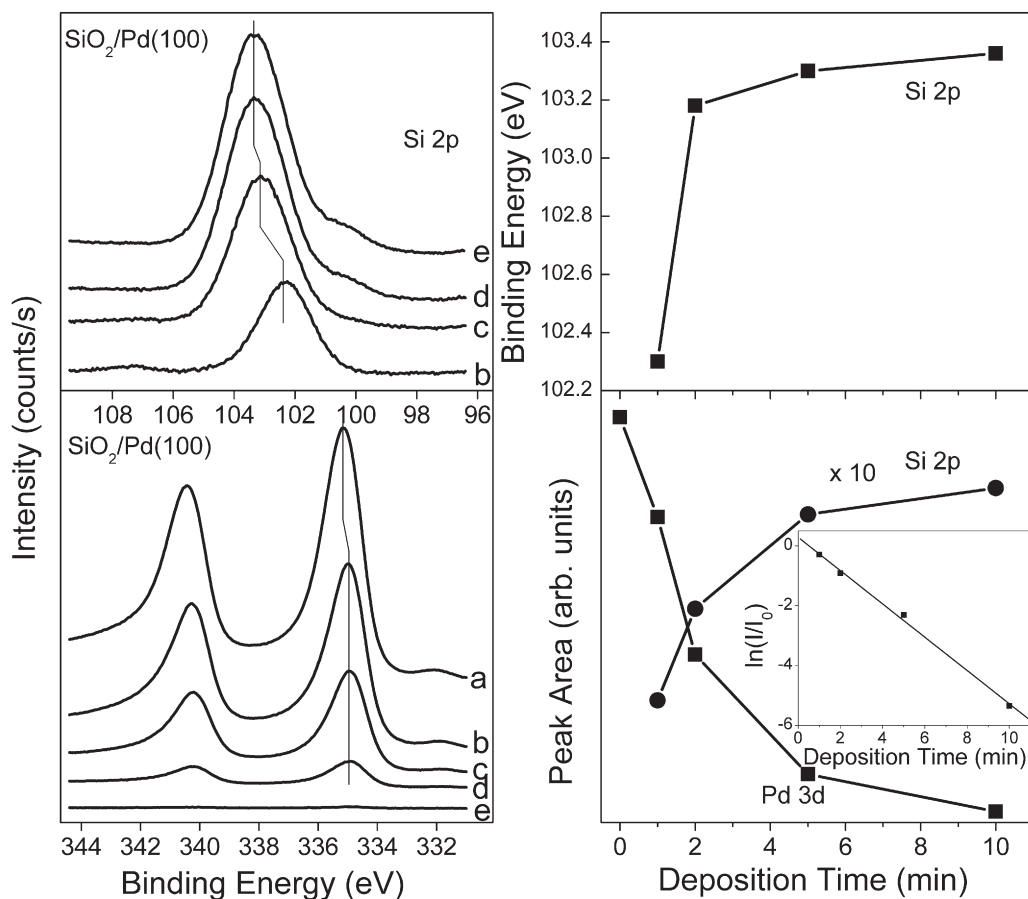 SiO2/Pd(100)
Si 2p
e
d
c
b
108 106 104 102 100 98 96
SiO2/Pd(100)
a
b
c
d
e
344 342 340 338 336 334 332
Binding Energy (eV)
Intensity (counts/s)
103.4
103.2
103.0
102.8
102.6
102.4
102.2
Binding Energy (eV)
Si 2p
Si 2p
x 10
Pd 3d
Peak Area (arb. units)
0 2 4 6 8 10
Deposition Time (min)
0
-2
-4
-6
ln(I/I0)
0 2 4 6 8 10
Deposition Time (min)